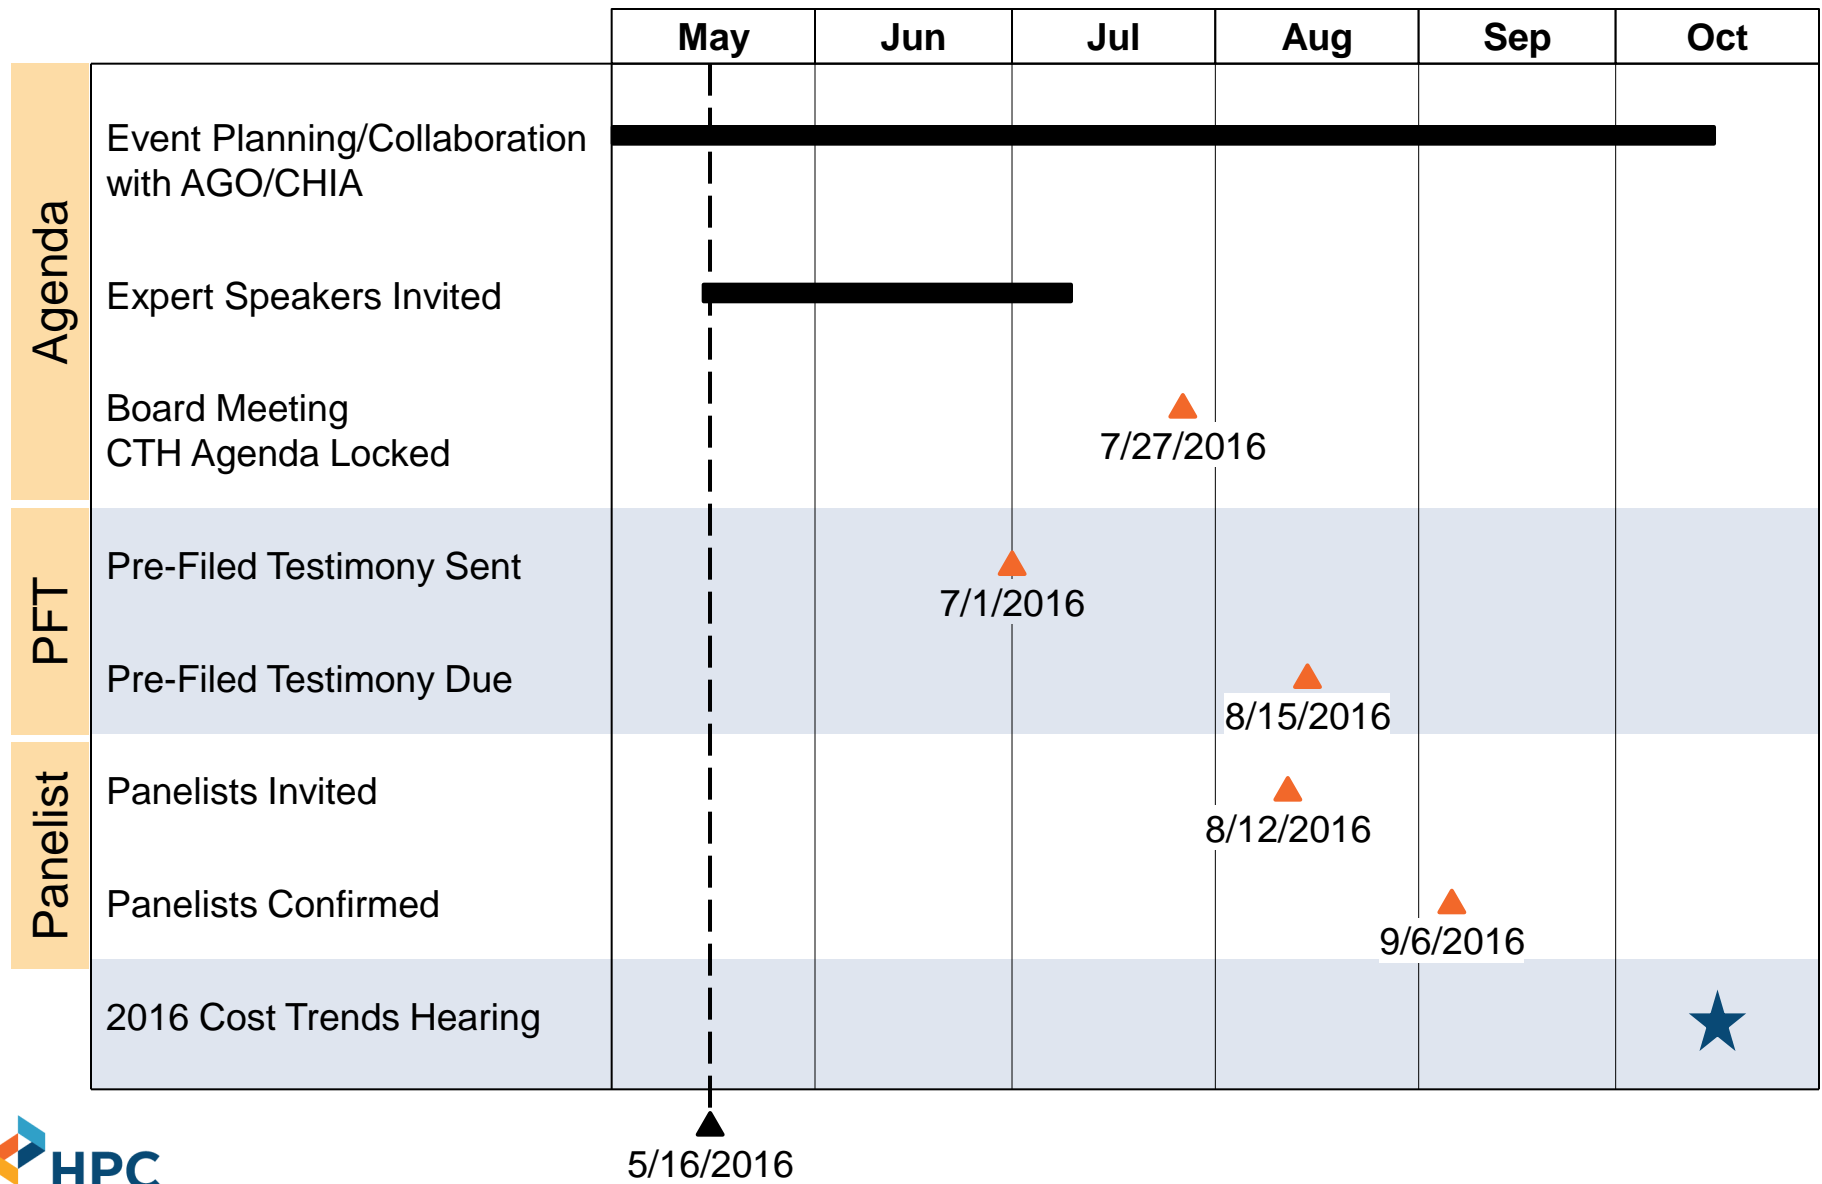 May Jun Jul Aug Sep Oct
Agenda
Event Planning/Collaboration
with AGO/CHIA
Expert Speakers Invited
Board Meeting
CTH Agenda Locked
7/27/2016
PFT
Pre-Filed Testimony Sent
7/1/2016
Pre-Filed Testimony Due
8/15/2016
Panelist
Panelists Invited
8/12/2016
Panelists Confirmed
9/6/2016
2016 Cost Trends Hearing
5/16/2016
HPC